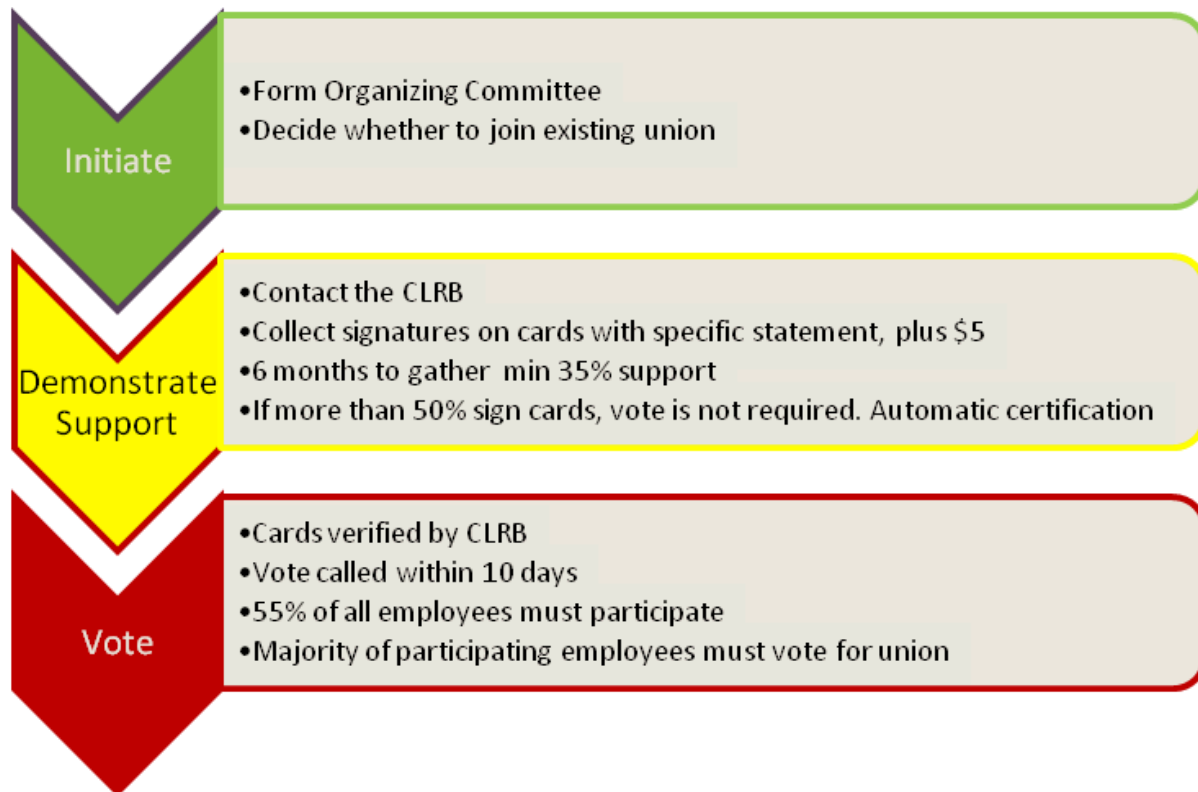 Initiate
•Form Organizing Committee
•Decide whether to join existing union
Demonstrate
Support
•Contact the CLRB
•Collect signatures on cards with specific statement, plus $5
•6 months to gather min 35% support
•If more than 50% sign cards, vote is not required. Automatic certification
Vote
•Cards verified by CLRB
•Vote called within 10 days
•55% of all employees must participate
•Majority of participating employees must vote for union